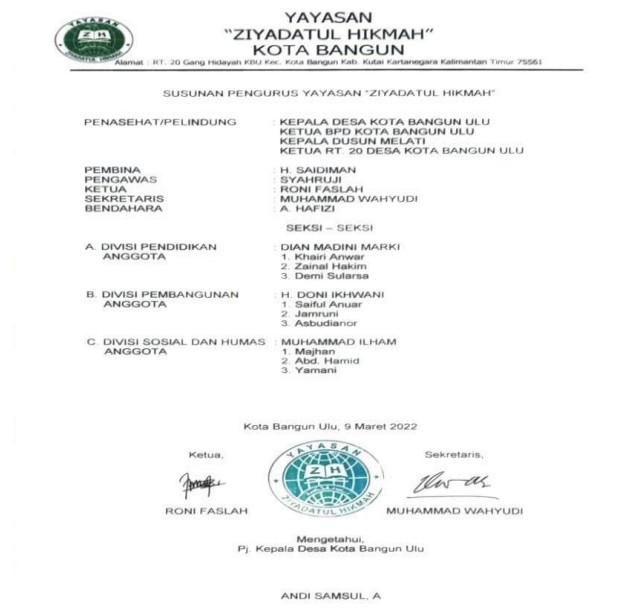 YAYASAN
"ZIYADATUL HIKMAH"
KOTA BANGUN
Alamat : RT. 20 Gang Hidayah KBU Kec. Kota Bangun Kab. Kutai Kartanegara Kalimantan Timur 75561
YAYASAN
Z H
ZIYADATUL HIKMAH
SUSUNAN PENGURUS YAYASAN "ZIYADATUL HIKMAH"
PENASEHAT/PELINDUNG : KEPALA DESA KOTA BANGUN ULU
KETUA BPD KOTA BANGUN ULU
KEPALA DUSUN MELATI
KETUA RT. 20 DESA KOTA BANGUN ULU
PEMBINA : H. SAIDIMAN
PENGAWAS : SYAHRUJI
KETUA : RONI FASLAH
SEKRETARIS : MUHAMMAD WAHYUDI
BENDAHARA : A. HAFIZI
SEKSI – SEKSI
A. DIVISI PENDIDIKAN : DIAN MADINI MARKI
ANGGOTA 1. Khairi Anwar
2. Zainal Hakim
3. Demi Sularsa
B. DIVISI PEMBANGUNAN : H. DONI IKHWANI
ANGGOTA 1. Saiful Anuar
2. Jamruni
3. Asbudianor
C. DIVISI SOSIAL DAN HUMAS : MUHAMMAD ILHAM
ANGGOTA 1. Majhan
2. Abd. Hamid
3. Yamani
Kota Bangun Ulu, 9 Maret 2022
Ketua, Sekretaris,
YAYASAN
Z H
ZIYADATUL HIKMAH
RONI FASLAH MUHAMMAD WAHYUDI
Mengetahui,
Pj. Kepala Desa Kota Bangun Ulu
ANDI SAMSUL, A